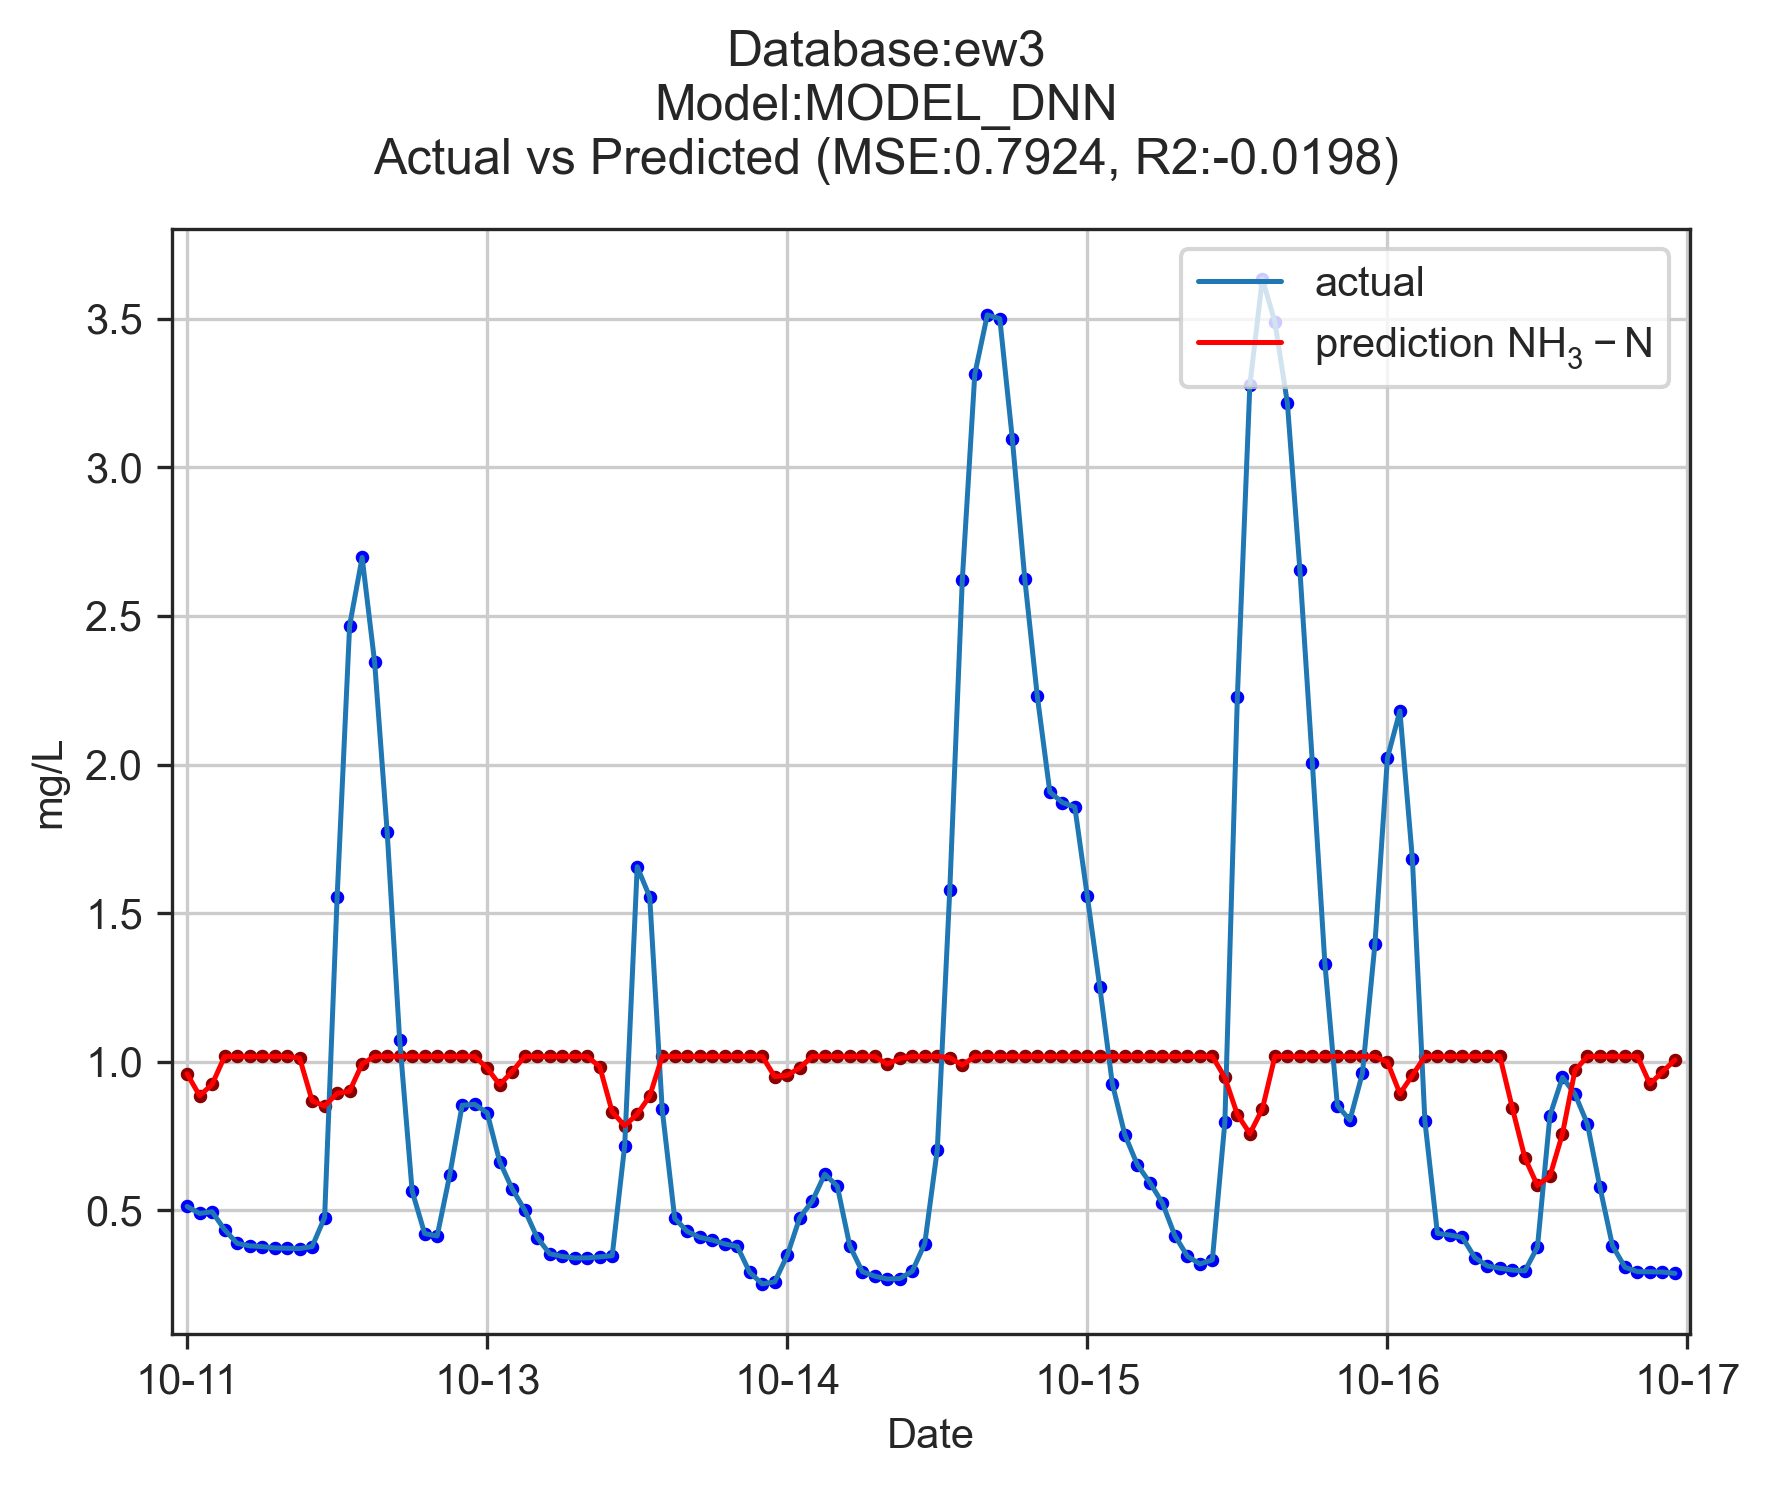 Database:ew3
Model:MODEL_DNN
Actual vs Predicted (MSE:0.7924, R2:-0.0198)
actual
prediction NH₃ − N
3.5
3.0
2.5
2.0
1.5
1.0
0.5
mg/L
10-11 10-13 10-14 10-15 10-16 10-17
Date